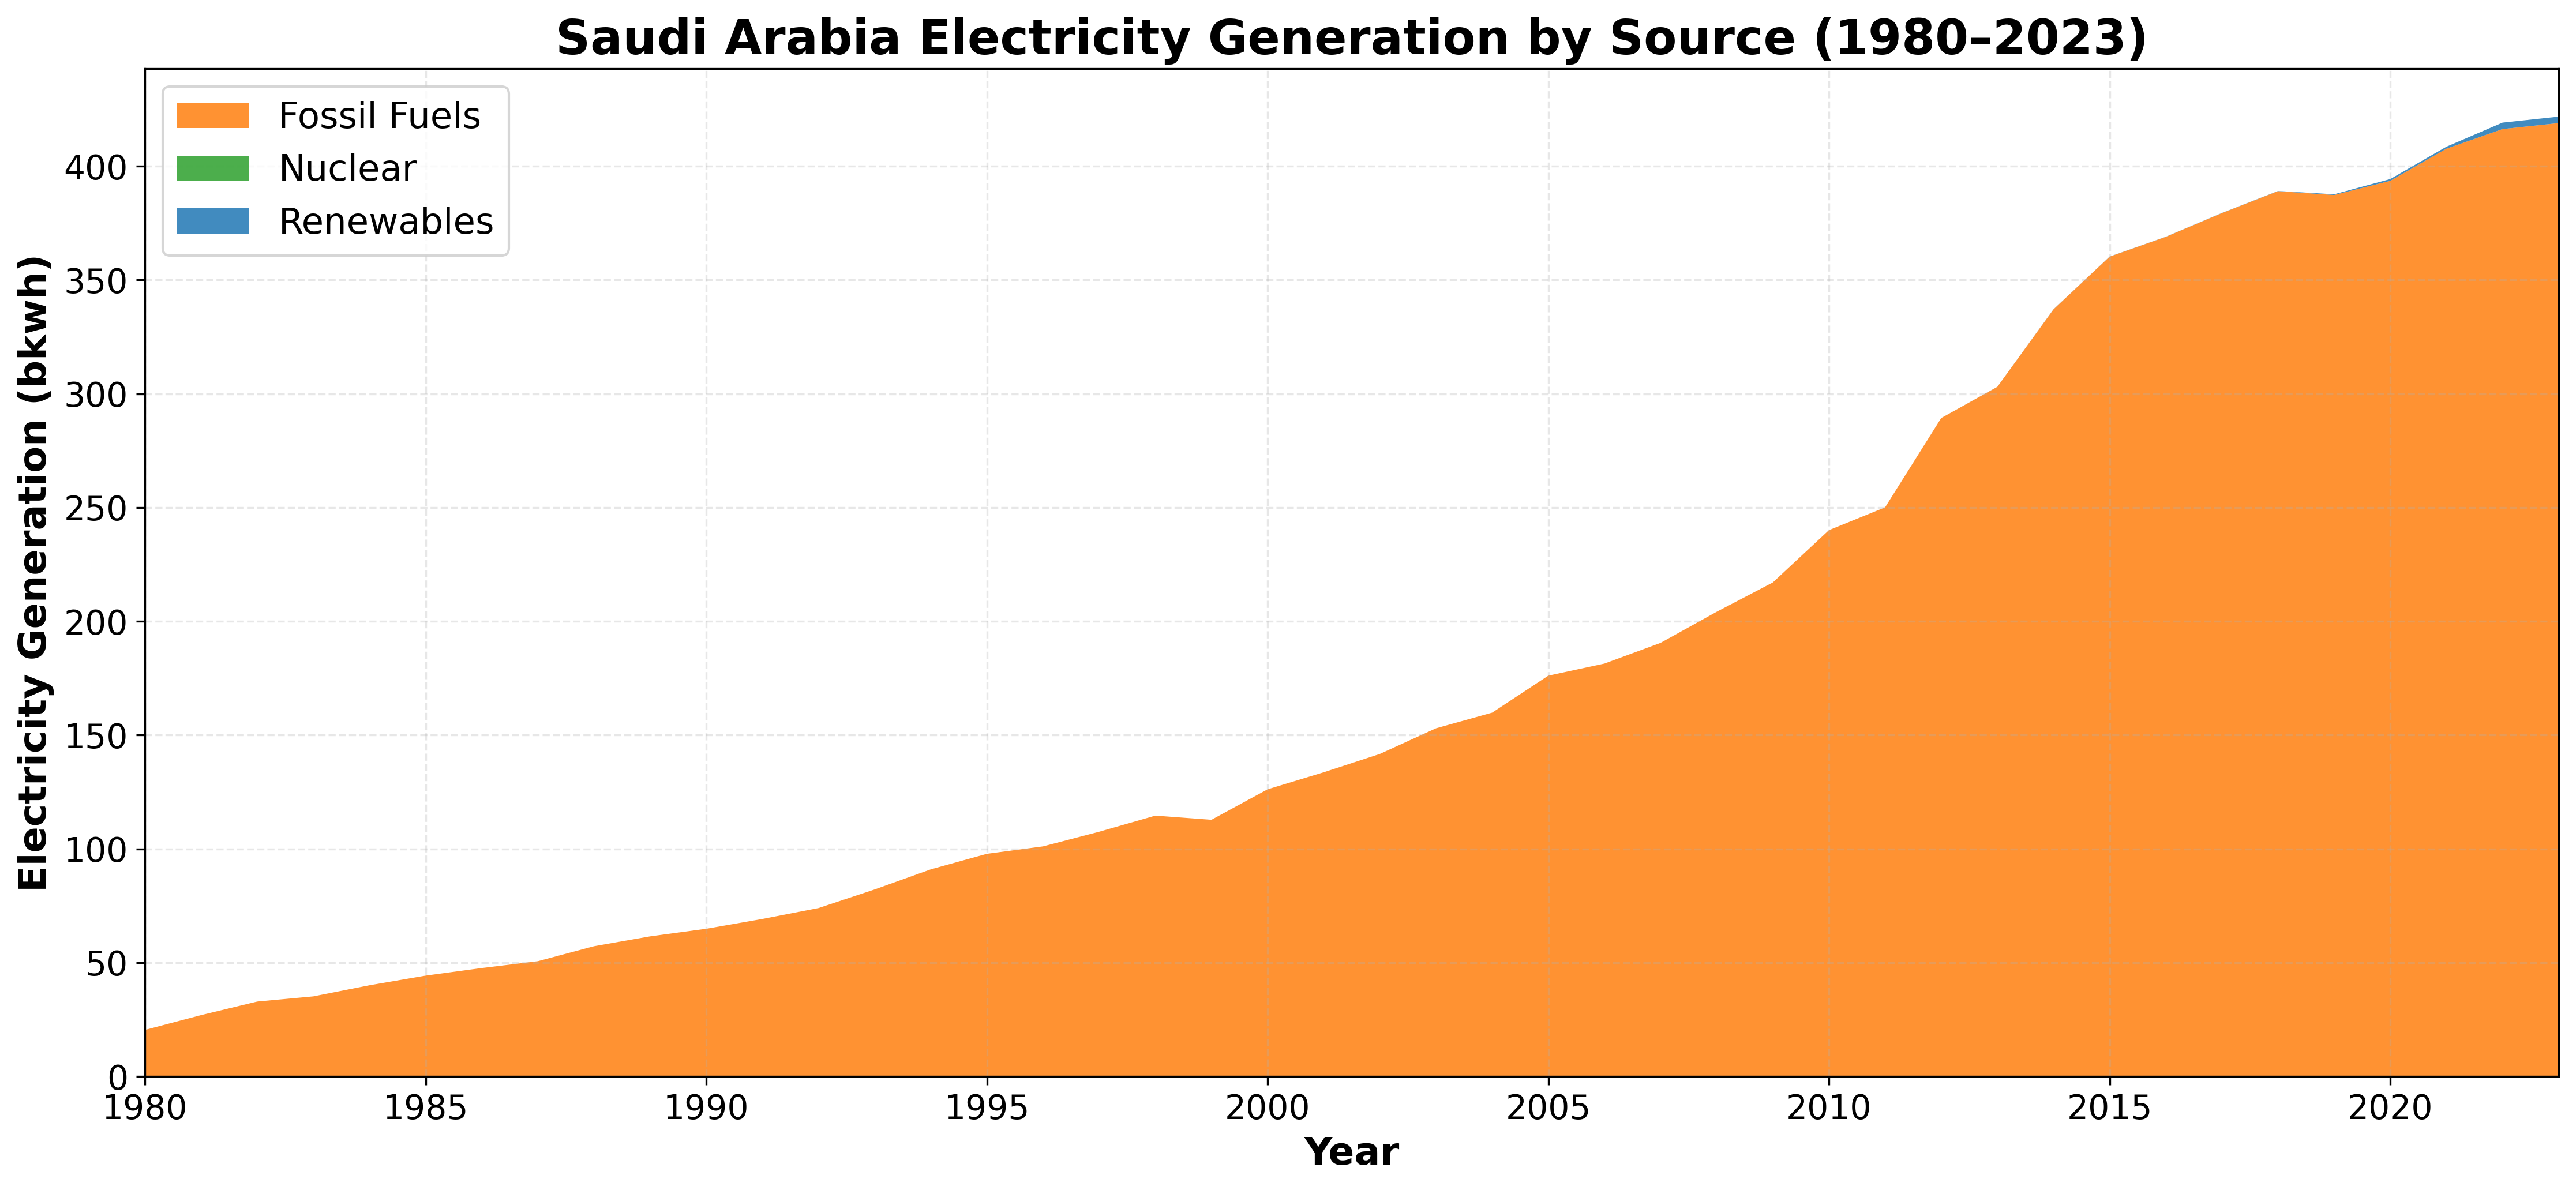 Saudi Arabia Electricity Generation by Source (1980–2023)
Fossil Fuels
Nuclear
Renewables
Electricity Generation (bkwh)
400
350
300
250
200
150
100
50
0
1980 1985 1990 1995 2000 2005 2010 2015 2020
Year